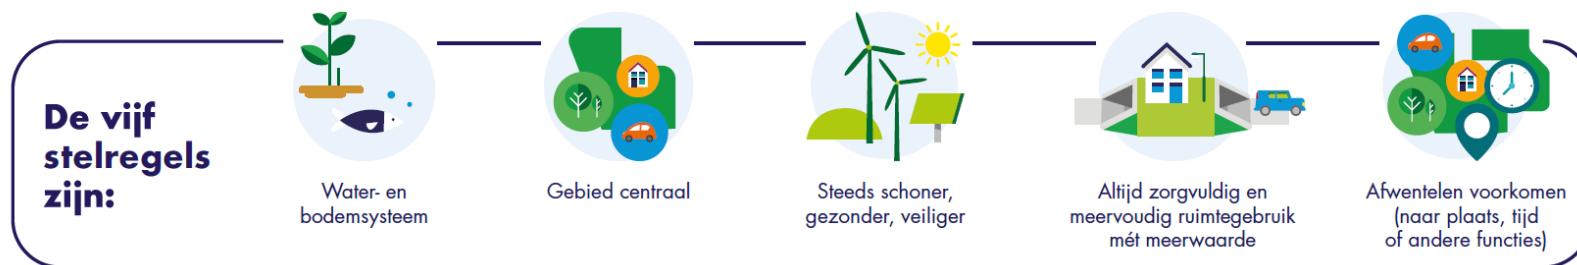 De vijf
stelregels
zijn:
Water- en
bodemsysteem
Gebied centraal
Steeds schoner,
gezonder, veiliger
Altijd zorgvuldig en
meervoudig ruimtegebruik
mét meerwaarde
Afwentelen voorkomen
(naar plaats, tijd
of andere functies)